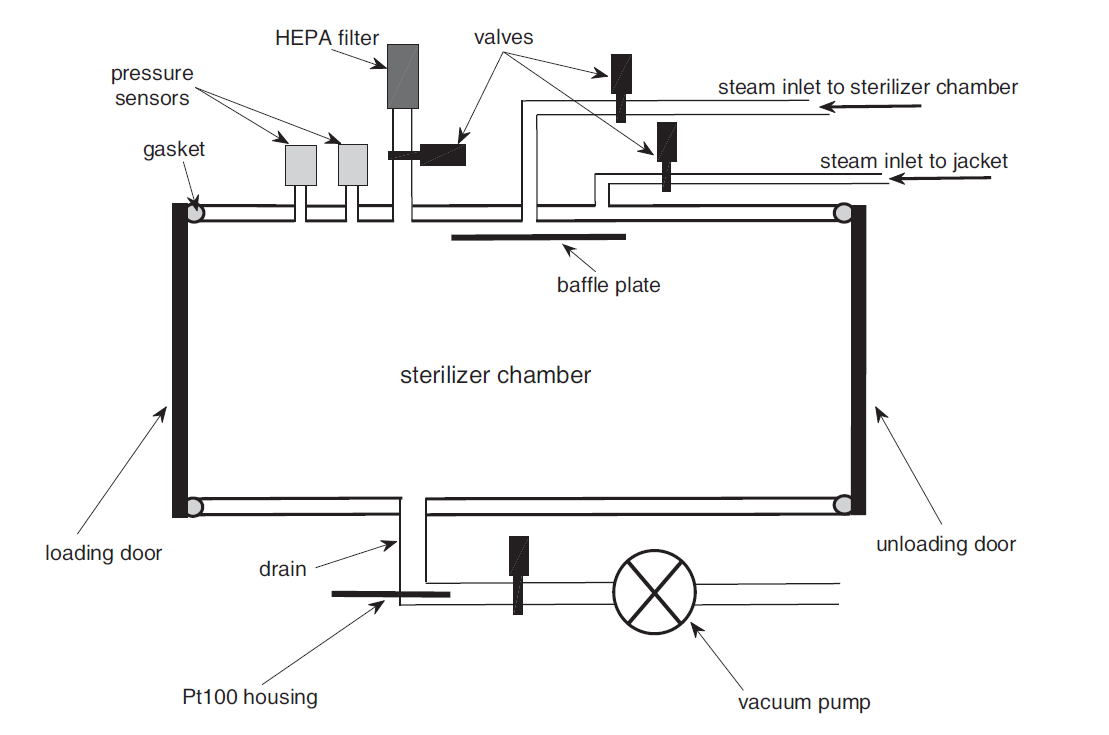 HEPA filter
valves
pressure
sensors
steam inlet to sterilizer chamber
gasket
steam inlet to jacket
baffle plate
sterilizer chamber
loading door
unloading door
drain
Pt100 housing
vacuum pump